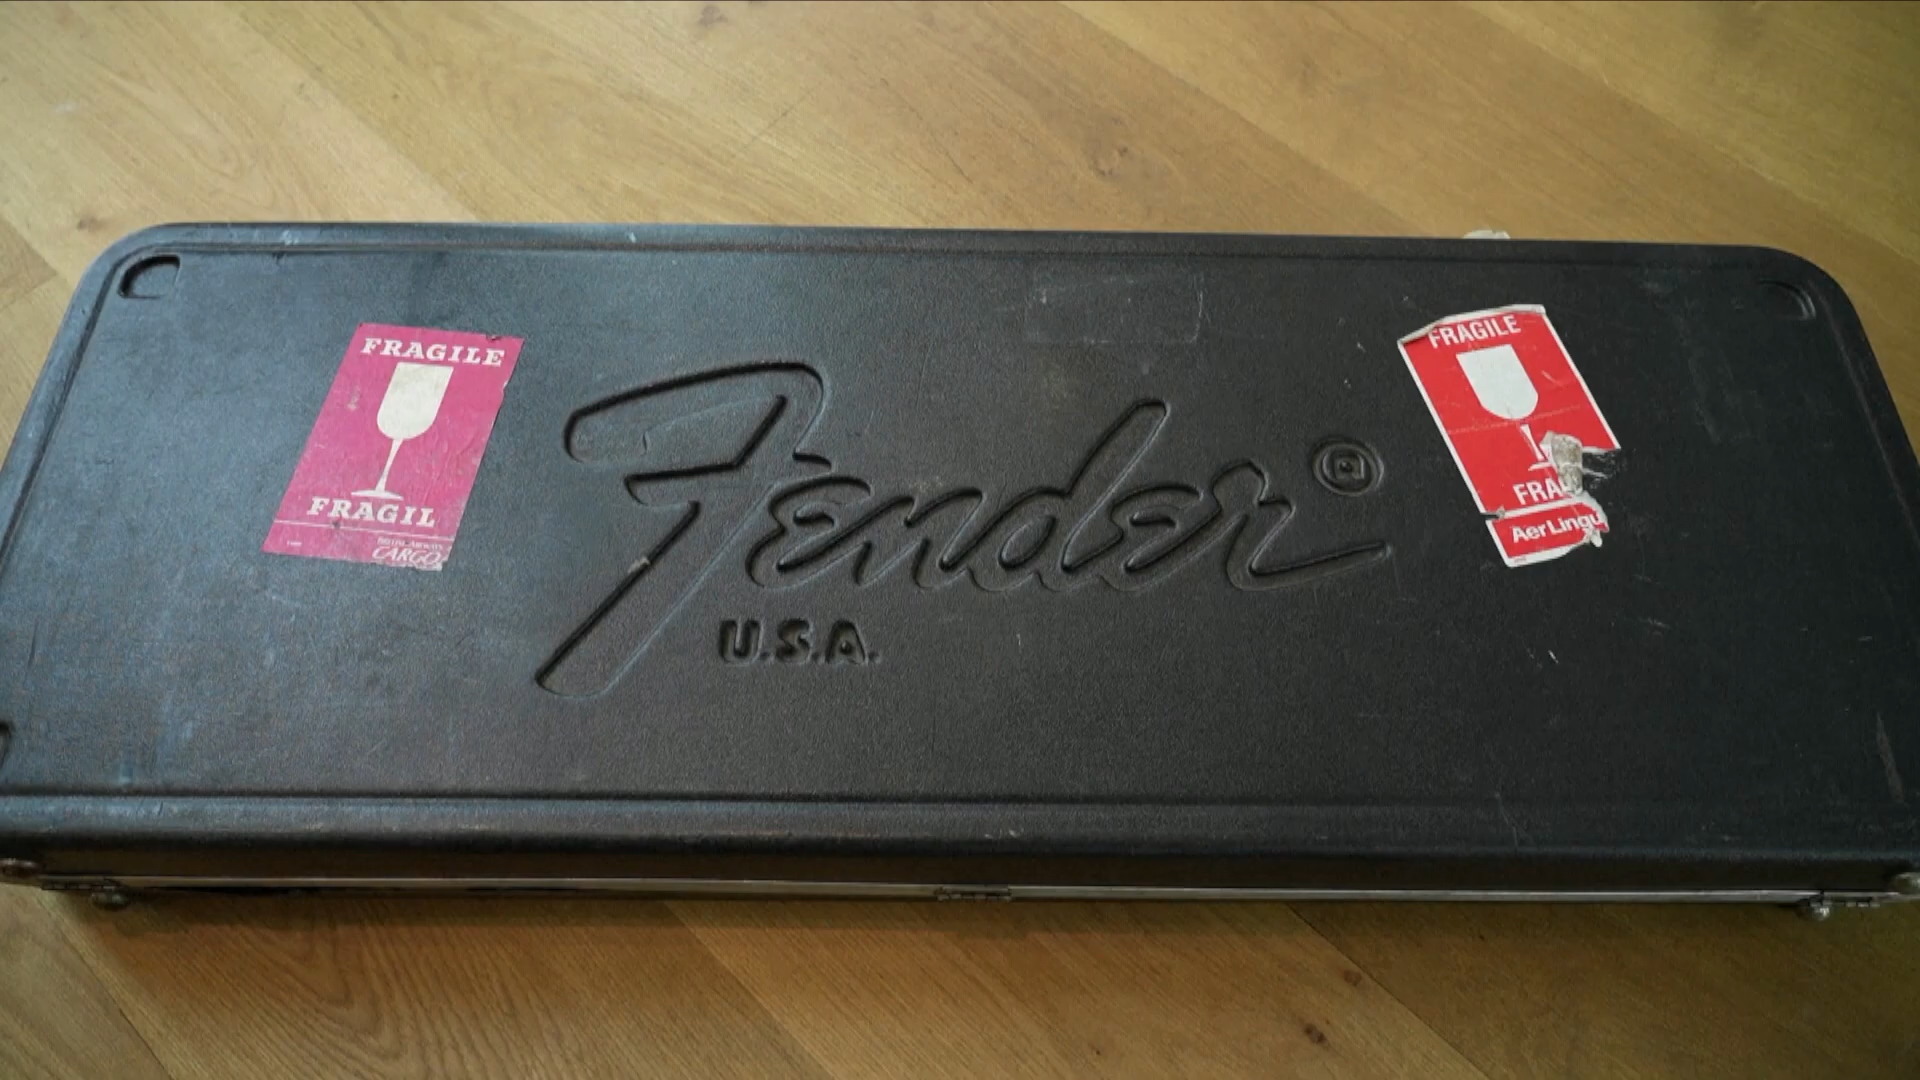 FRAGILE
FRAGIL
CARGO
Fender®
U.S.A.
FRAGILE
FRA
Aer Lingu